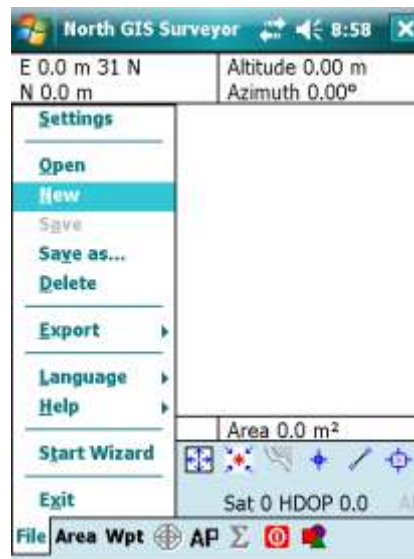 North GIS Surveyor 8:58
E 0.0 m 31 N Altitude 0.00 m
N 0.0 m Azimuth 0.00º
Settings
Open
New
Save
Save as...
Delete
Export
Language
Help
Area 0.0 m²
Start Wizard
Exit Sat 0 HDOP 0.0 A
File Area Wpt AP Σ